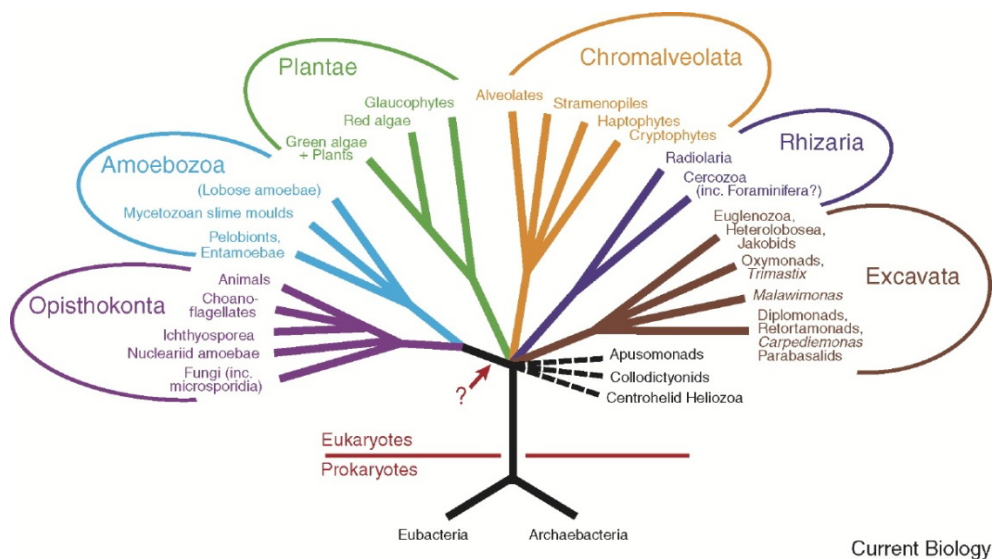 Plantae
Glaucophytes
Red algae
Green algae
+ Plants
Chromalveolata
Alveolates
Stramenopiles
Haptophytes
Cryptophytes
Amoebozoa
(Lobose amoebae)
Mycetozoan slime moulds
Pelobionts,
Entamoebae
Rhizaria
Radiolaria
Cercozoa
(inc. Foraminifera?)
Opisthokonta
Animals
Choano-
flagellates
Ichthyosporea
Nucleariid amoebae
Fungi (inc.
microsporidia)
Excavata
Euglenozoa,
Heterolobosea,
Jakobids
Oxymonads,
Trimastix
Malawimonas
Diplomonads,
Retortamonads,
Carpediemonas
Parabasalids
Apusomonads
Collodictyonids
Centrohelid Heliozoa
?
Eukaryotes
Prokaryotes
Eubacteria
Archaebacteria
Current Biology